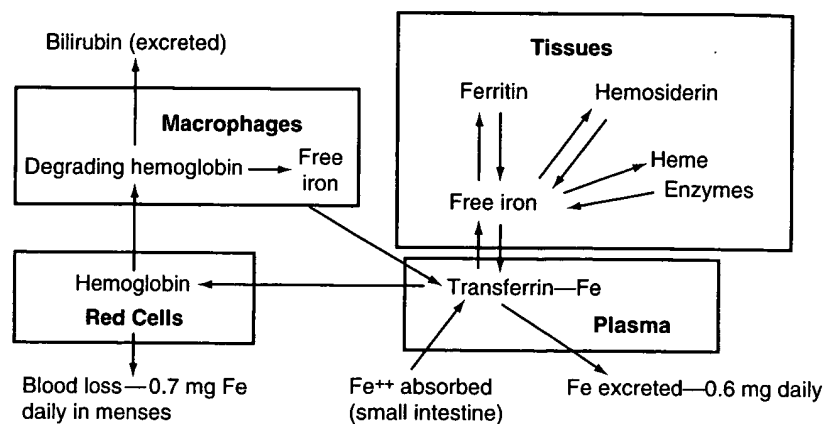 Bilirubin (excreted)
Tissues
Ferritin
Hemosiderin
Macrophages
Degrading hemoglobin
Free
iron
Heme
Enzymes
Free iron
Hemoglobin
Red Cells
Transferrin—Fe
Plasma
Blood loss—0.7 mg Fe
daily in menses
Fe++ absorbed
(small intestine)
Fe excreted—0.6 mg daily